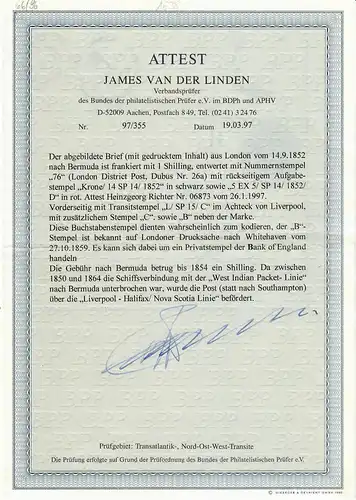 66/96
ATTEST
JAMES VAN DER LINDEN
Verbandsprüfer
des Bundes der philatelistischen Prüfer e.V. im BDPh und APHV
D-52009 Aachen, Postfach 849, Tel. (02 41) 3 24 76
Nr. 97/355 Datum 19.03.97
Der abgebildete Brief (mit gedrucktem Inhalt) aus London vom 14.9.1852
nach Bermuda ist frankiert mit 1 Shilling, entwertet mit Nummernstempel
„76" (London District Post, Dubus Nr. 26a) mit rückseitigem Aufgabe-
stempel „Krone/ 14 SP 14/ 1852" in schwarz sowie „5 EX 5/ SP 14/ 1852/
D" in rot. Attest Heinzgeorg Richter Nr. 06873 vom 26.1.1997.
Vorderseitig mit Transitstempel „L/ SP 15/ C" im Achteck von Liverpool,
mit zusätzlichem Stempel „C". sowie "B" neben der Marke.
Diese Buchstabenstempel dienten wahrscheinlich zum kodieren, der „B"-
Stempel ist bekannt auf Londoner Drucksache nach Whitehaven vom
27.10.1859. Es kann sich dabei um ein Privatstempel der Bank of England
handeln
Die Gebühr nach Bermuda betrug bis 1854 ein Shilling. Da zwischen
1850 und 1864 die Schiffsverbindung mit der „West Indian Packet- Linie"
nach Bermuda unterbrochen war, wurde die Post (statt nach Southampton)
über die „Liverpool - Halifax/ Nova Scotia Linie" befördert.
Prüfgebiet: Transatlantik-, Nord-Ost-West-Transite
Die Prüfung erfolgte auf Grund der Prüfordnung des Bundes der Philatelistischen Prüfer e.V.